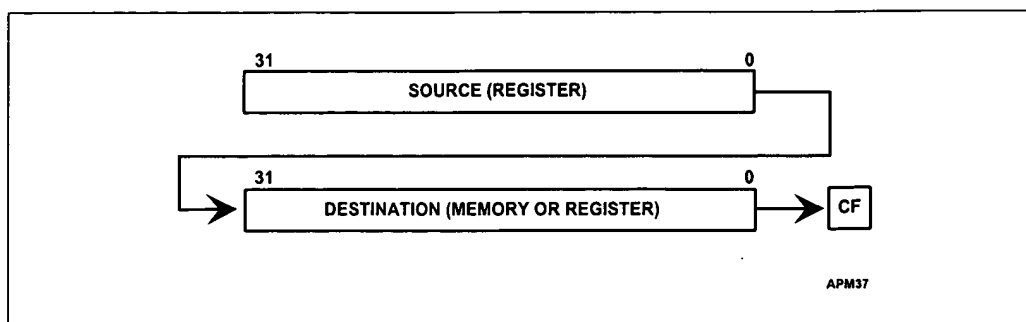 31 0
SOURCE (REGISTER)
31 0
DESTINATION (MEMORY OR REGISTER) CF
APM37